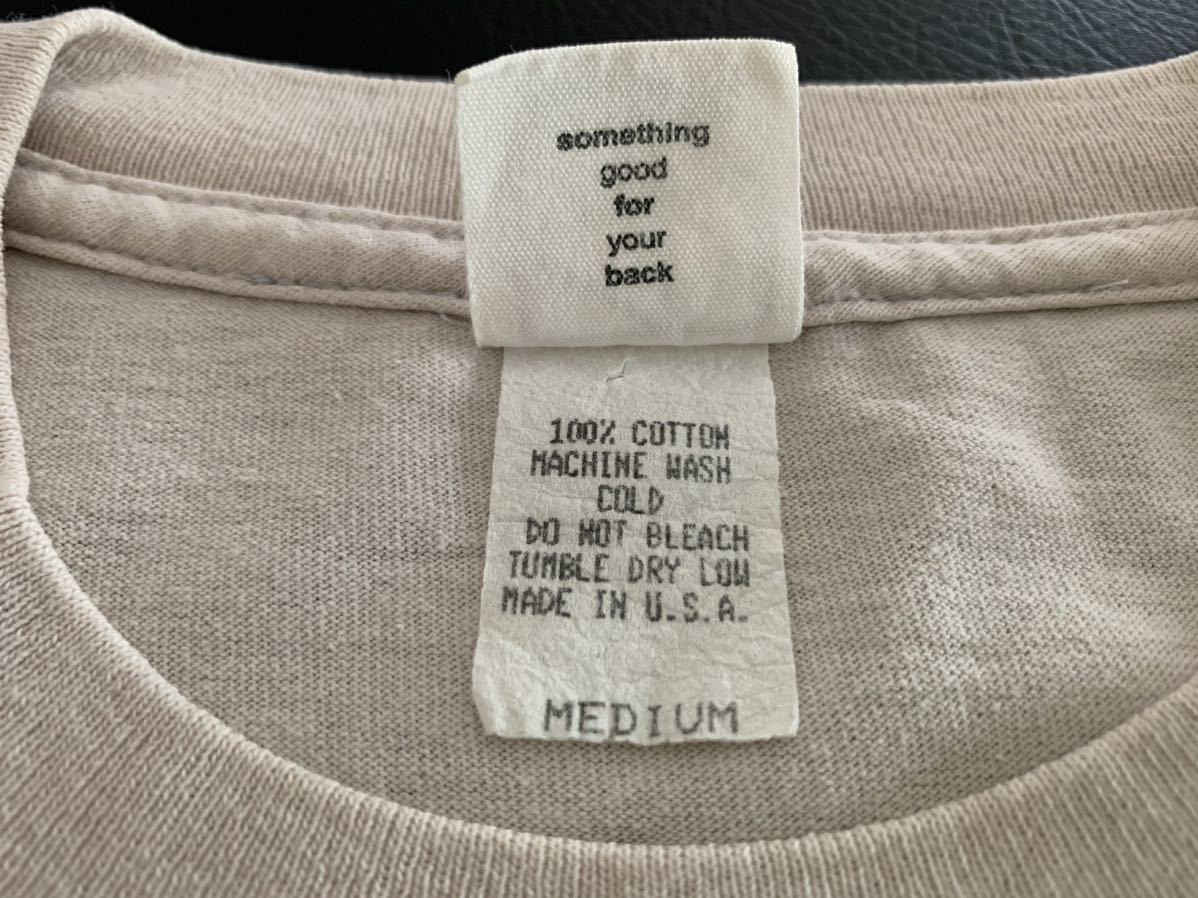 something
good
for
your
back
100% COTTON
MACHINE WASH
COLD
DO NOT BLEACH
TUMBLE DRY LOW
MADE IN U.S.A.
MEDIUM